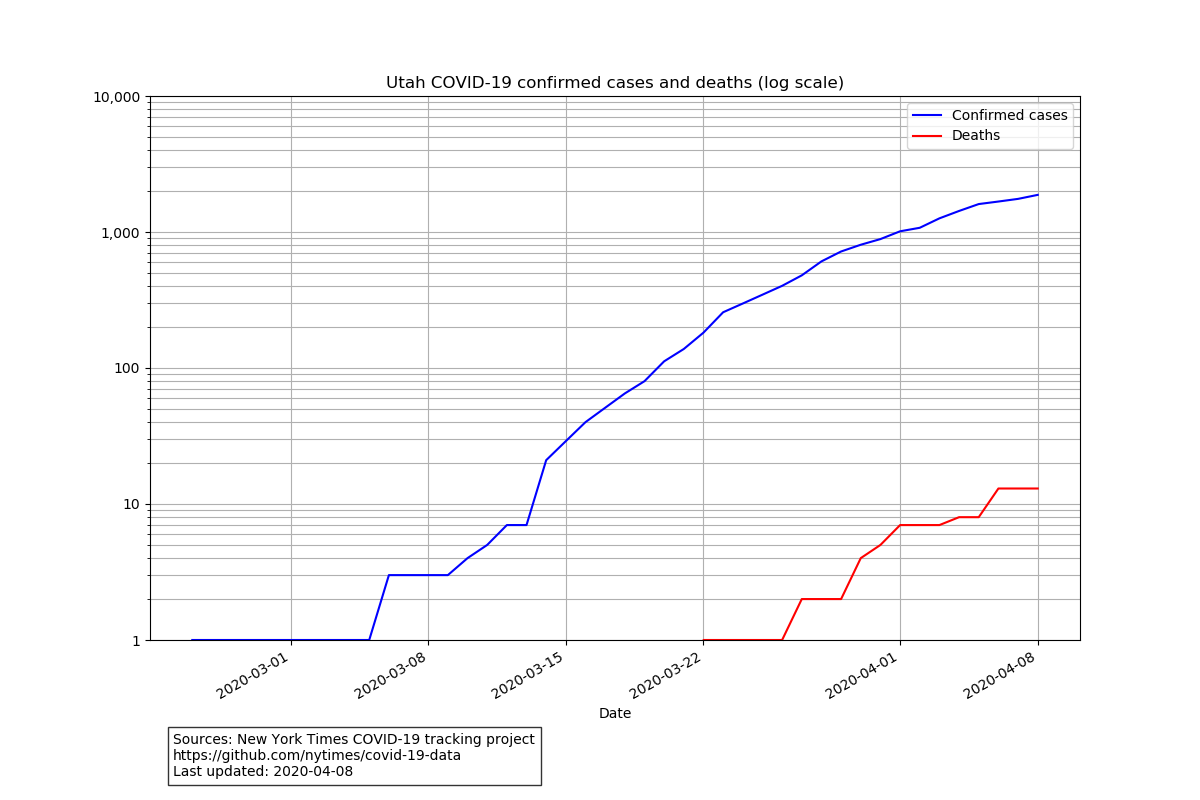 Utah COVID-19 confirmed cases and deaths (log scale)
10,000
1,000
100
10
1
Confirmed cases
Deaths
2020-03-01
2020-03-08
2020-03-15
2020-03-22
2020-04-01
2020-04-08
Date
Sources: New York Times COVID-19 tracking project
https://github.com/nytimes/covid-19-data
Last updated: 2020-04-08